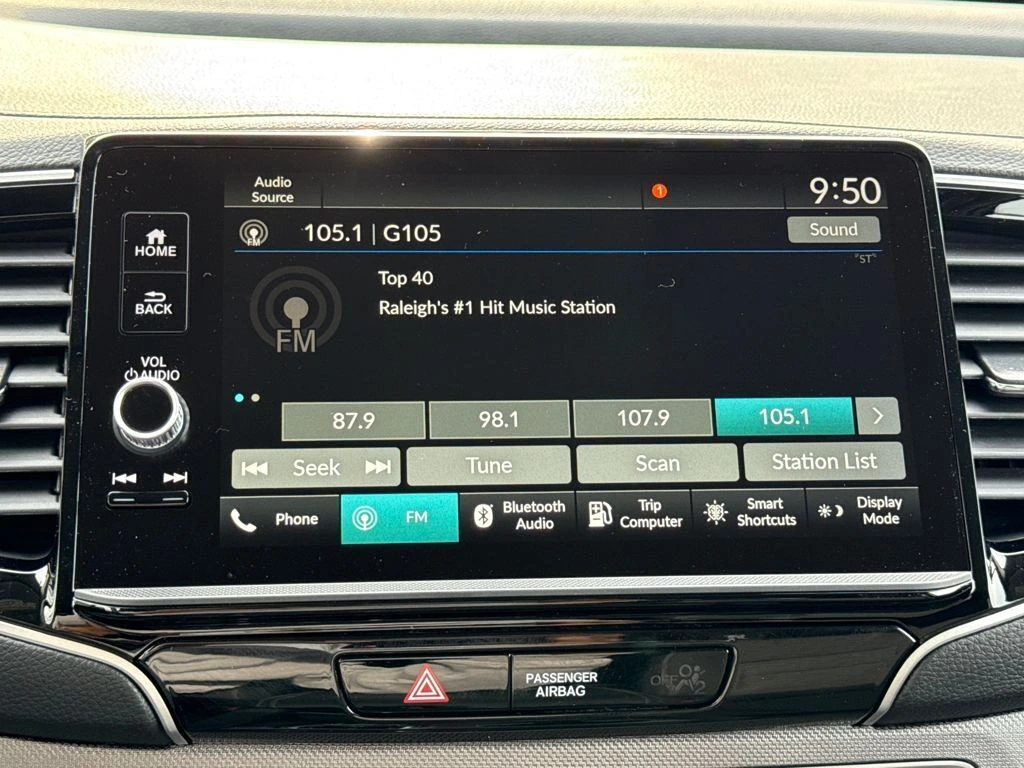 Audio
Source
1
9:50
HOME
FM
105.1 | G105
Sound
"ST"
BACK
Top 40
Raleigh's #1 Hit Music Station
FM
VOL
AUDIO
87.9
98.1
107.9
105.1
Seek
Tune
Scan
Station List
Phone
FM
Bluetooth
Audio
Trip
Computer
Smart
Shortcuts
Display
Mode
PASSENGER
AIRBAG
OFF
2